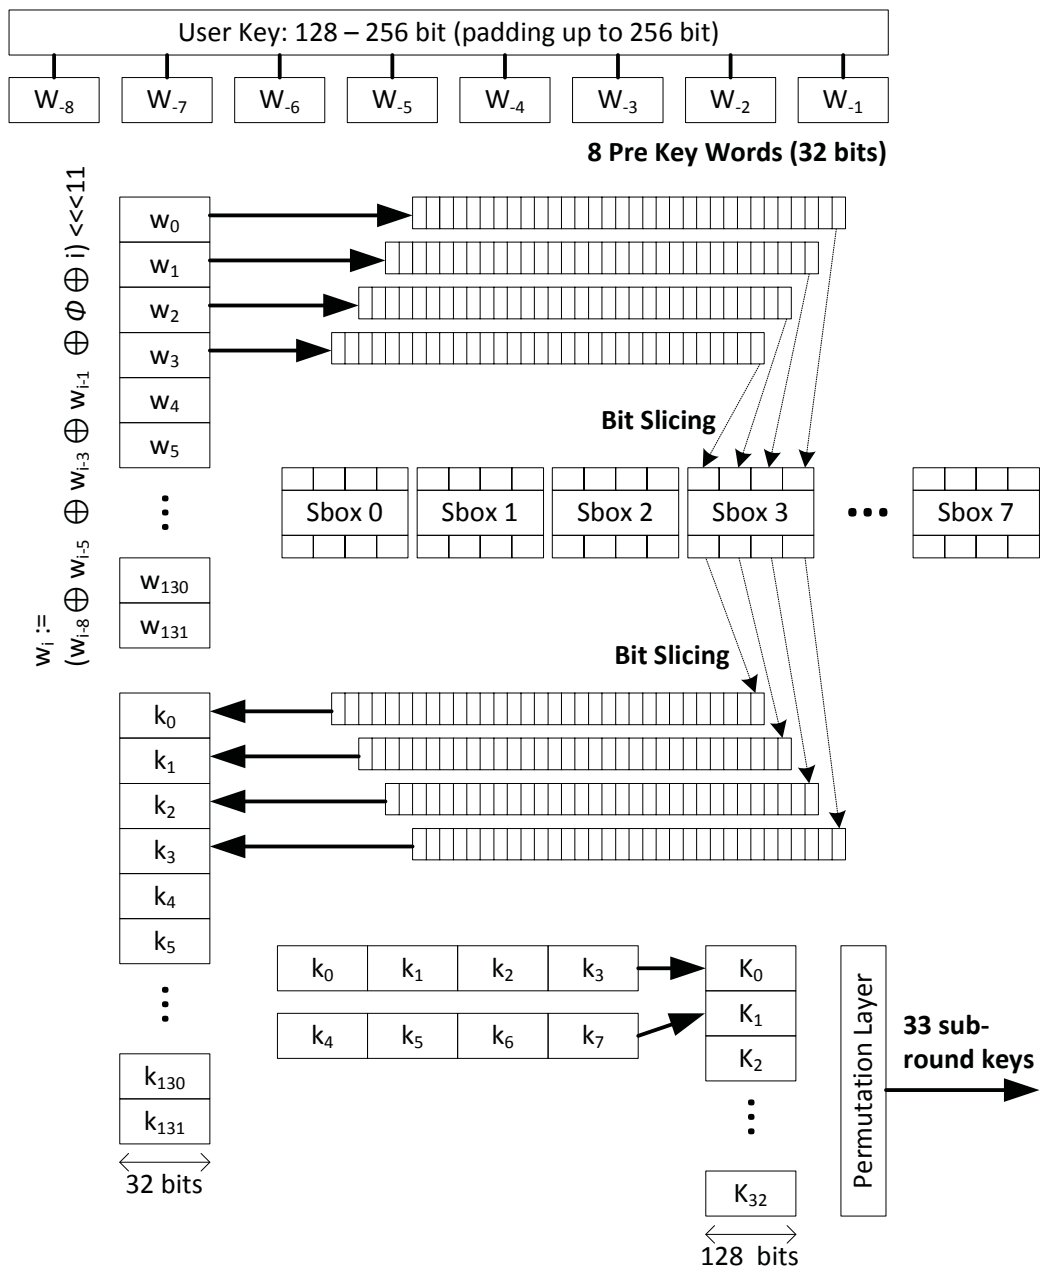 User Key: 128 – 256 bit (padding up to 256 bit)
W-8 W-7 W-6 W-5 W-4 W-3 W-2 W-1
8 Pre Key Words (32 bits)
wi :=
(wi-8 ⊕ wi-5 ⊕ wi-3 ⊕ wi-1 ⊕ Φ ⊕ i) <<<11
w0
w1
w2
w3
w4
w5
⋮
w130
w131
Bit Slicing
Sbox 0 Sbox 1 Sbox 2 Sbox 3 ••• Sbox 7
Bit Slicing
k0
k1
k2
k3
k4
k5
⋮
k130
k131
32 bits
k0 k1 k2 k3
k4 k5 k6 k7
K0
K1
K2
⋮
K32
128 bits
Permutation Layer
33 sub-
round keys